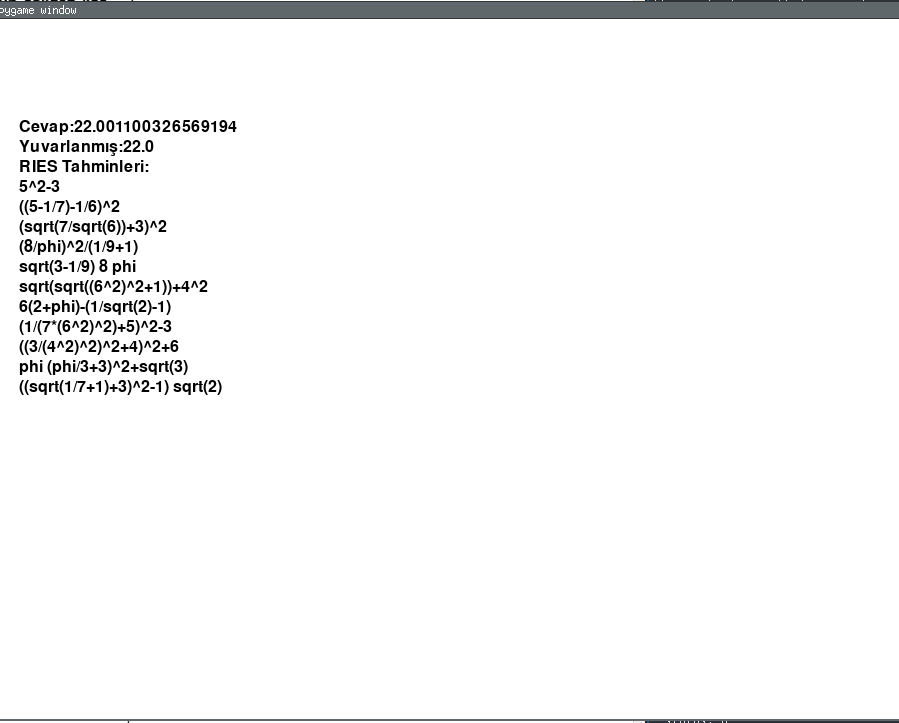 pygame window
Cevap:22.001100326569194
Yuvarlanmış:22.0
RIES Tahminleri:
5^2-3
((5-1/7)-1/6)^2
(sqrt(7/sqrt(6))+3)^2
(8/phi)^2/(1/9+1)
sqrt(3-1/9) 8 phi
sqrt(sqrt((6^2)^2+1))+4^2
6(2+phi)-(1/sqrt(2)-1)
(1/(7*(6^2)^2)+5)^2-3
((3/(4^2)^2)^2+4)^2+6
phi (phi/3+3)^2+sqrt(3)
((sqrt(1/7+1)+3)^2-1) sqrt(2)